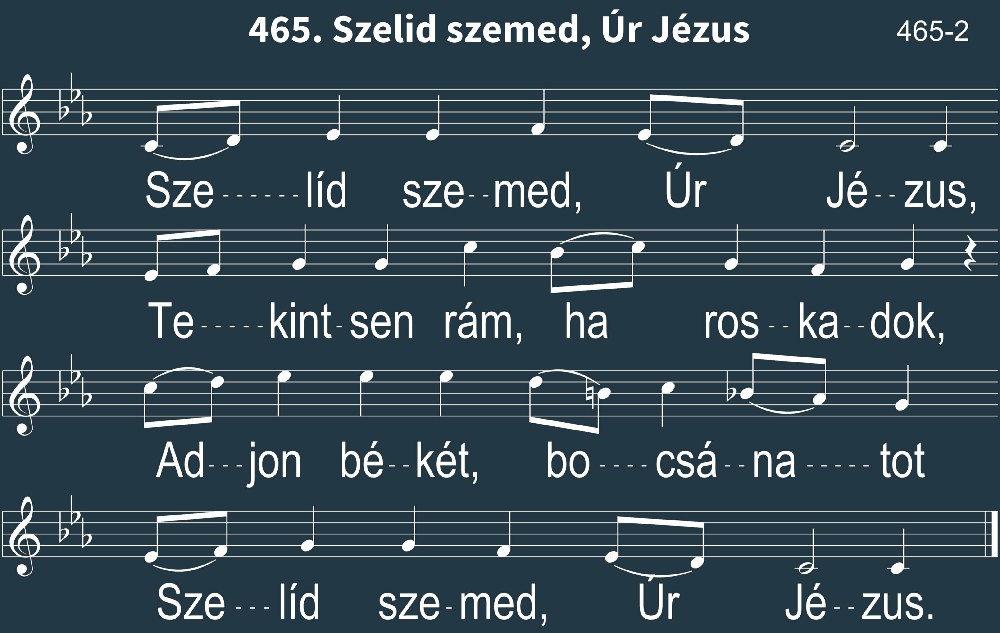 465. Szelid szemed, Úr Jézus
465-2
Sze------líd sze--med, Úr Jé--zus,
Te-----kint-sen rám, ha ros--ka--dok,
Ad---jon bé--két, bo----csá--na-----tot
Sze---líd sze-med, Úr Jé--zus.